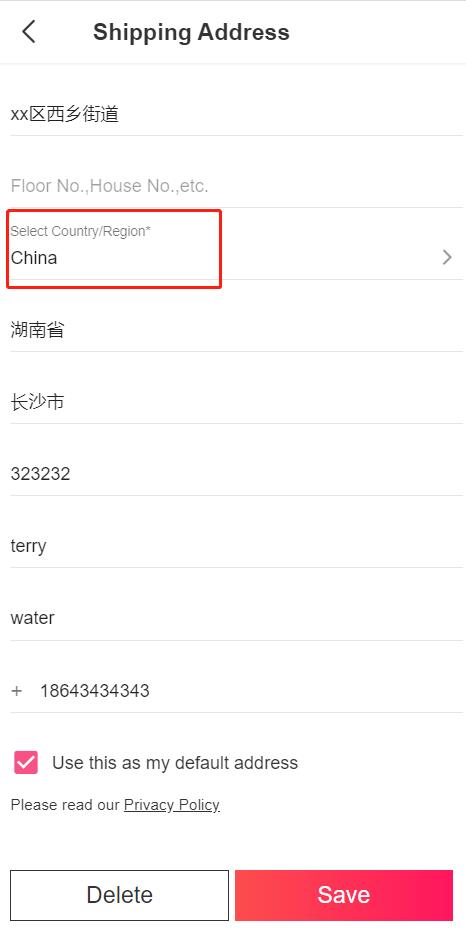 Shipping Address
xx区西乡街道
Floor No.,House No.,etc.
Select Country/Region*
China
湖南省
长沙市
323232
terry
water
+ 18643434343
Use this as my default address
Please read our Privacy Policy
Delete Save